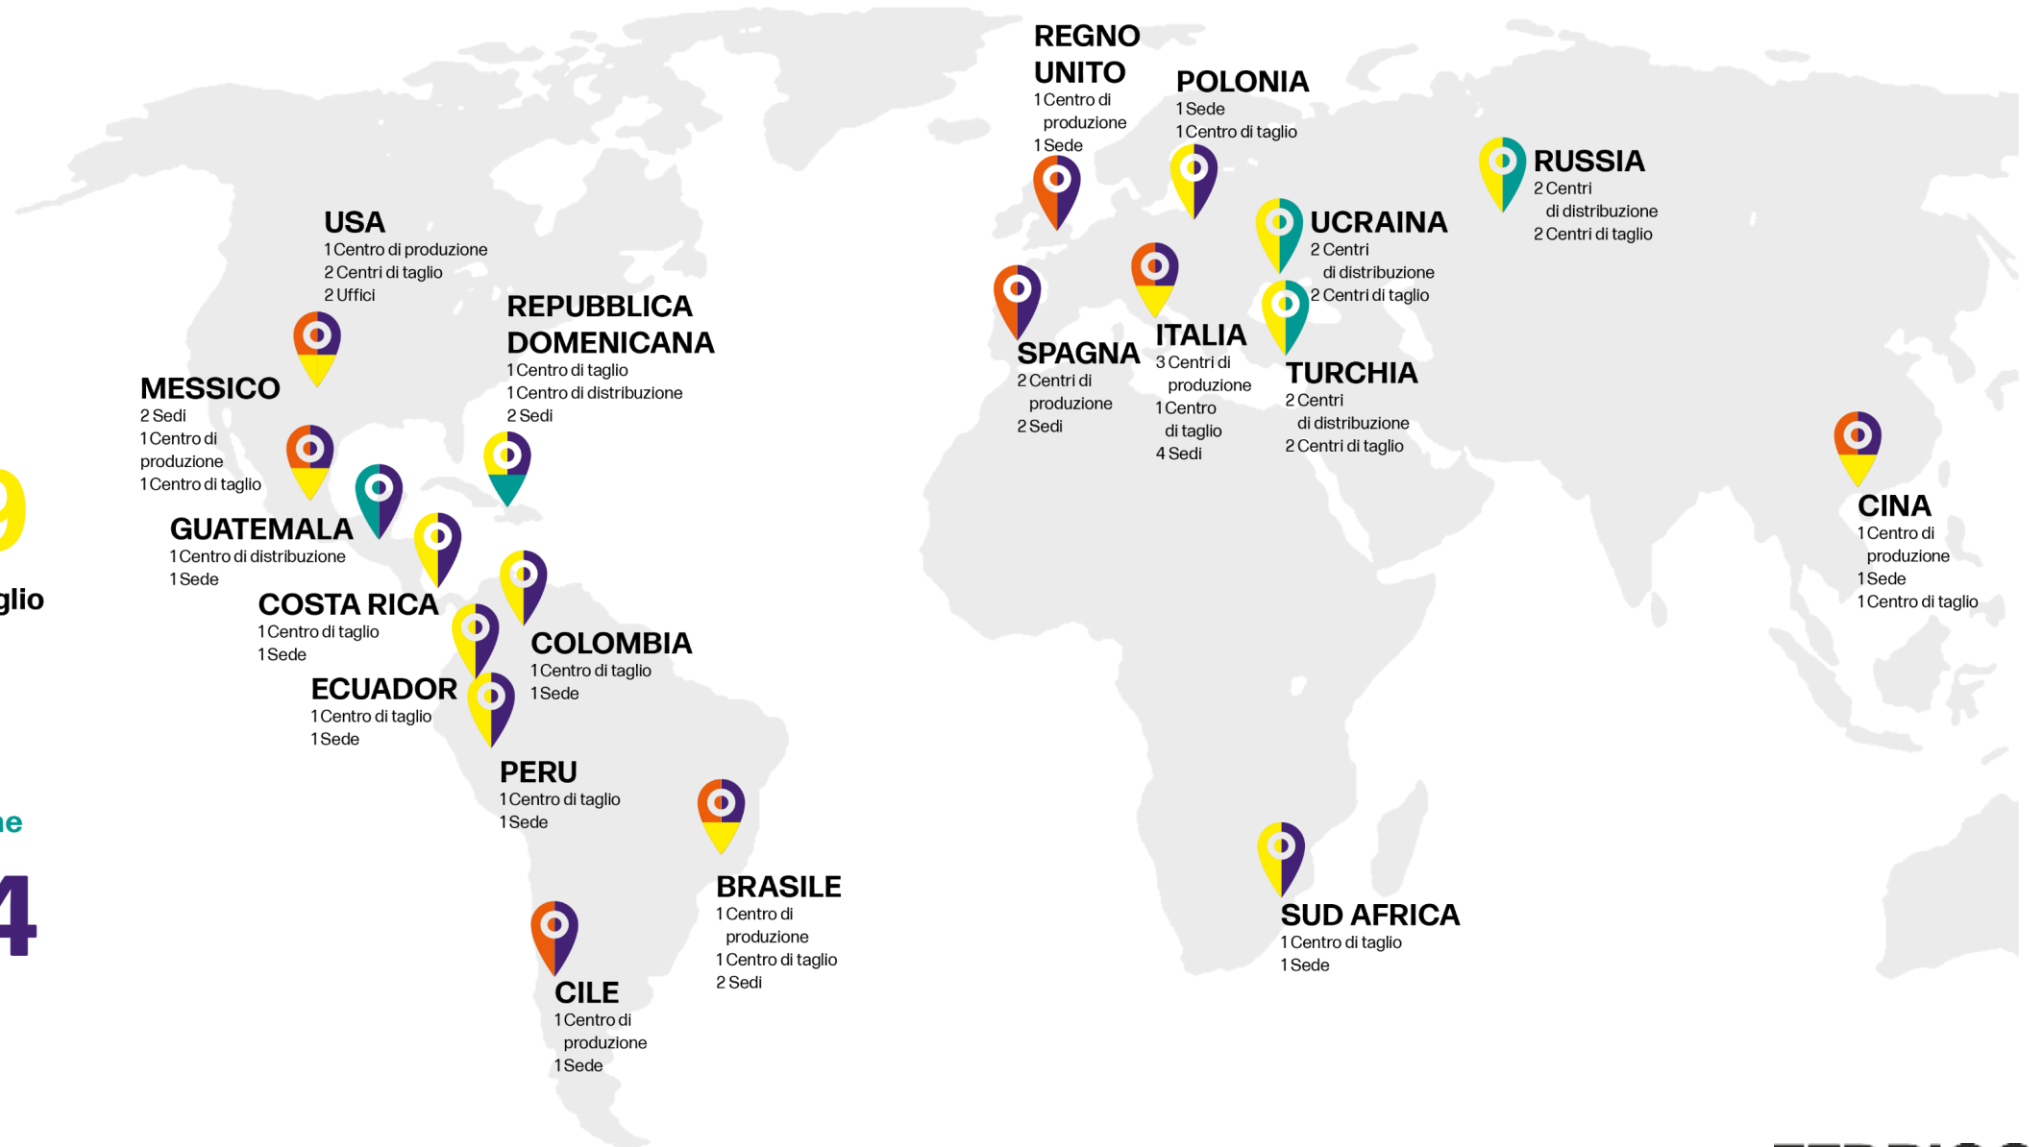 REGNO
UNITO
1 Centro di
produzione
1 Sede
POLONIA
1 Sede
1 Centro di taglio
RUSSIA
2 Centri
di distribuzione
2 Centri di taglio
USA
1 Centro di produzione
2 Centri di taglio
2 Uffici
UCRAINA
2 Centri
di distribuzione
2 Centri di taglio
REPUBBLICA
DOMENICANA
1 Centro di taglio
1 Centro di distribuzione
2 Sedi
SPAGNA
2 Centri di
produzione
2 Sedi
ITALIA
3 Centri di
produzione
1 Centro
di taglio
4 Sedi
TURCHIA
2 Centri
di distribuzione
2 Centri di taglio
MESSICO
2 Sedi
1 Centro di
produzione
1 Centro di taglio
9
glio
GUATEMALA
1 Centro di distribuzione
1 Sede
CINA
1 Centro di
produzione
1 Sede
1 Centro di taglio
COSTA RICA
1 Centro di taglio
1 Sede
COLOMBIA
1 Centro di taglio
1 Sede
ECUADOR
1 Centro di taglio
1 Sede
PERU
1 Centro di taglio
1 Sede
ne
4
BRASILE
1 Centro di
produzione
1 Centro di taglio
2 Sedi
SUD AFRICA
1 Centro di taglio
1 Sede
CILE
1 Centro di
produzione
1 Sede